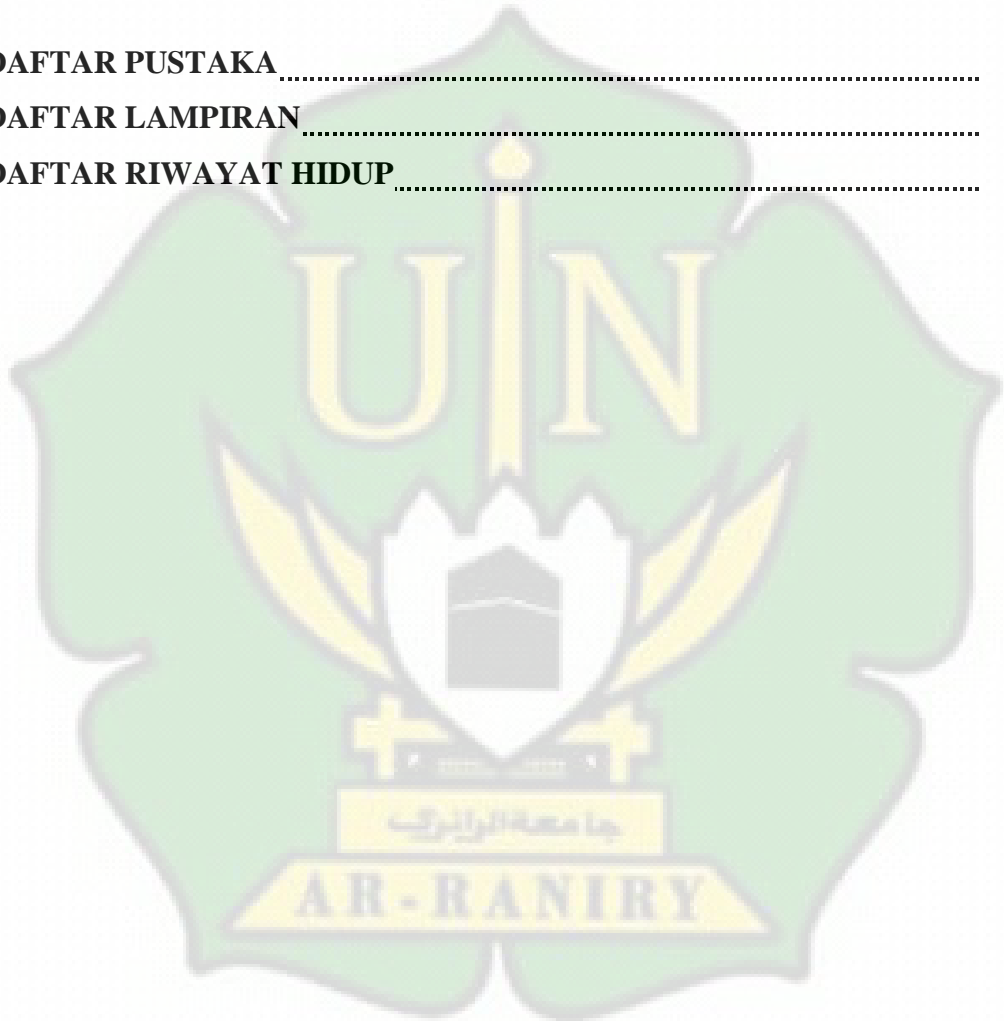 DAFTAR PUSTAKA
DAFTAR LAMPIRAN
DAFTAR RIWAYAT HIDUP
UIN
جامعة الرانري
AR-RANIRY